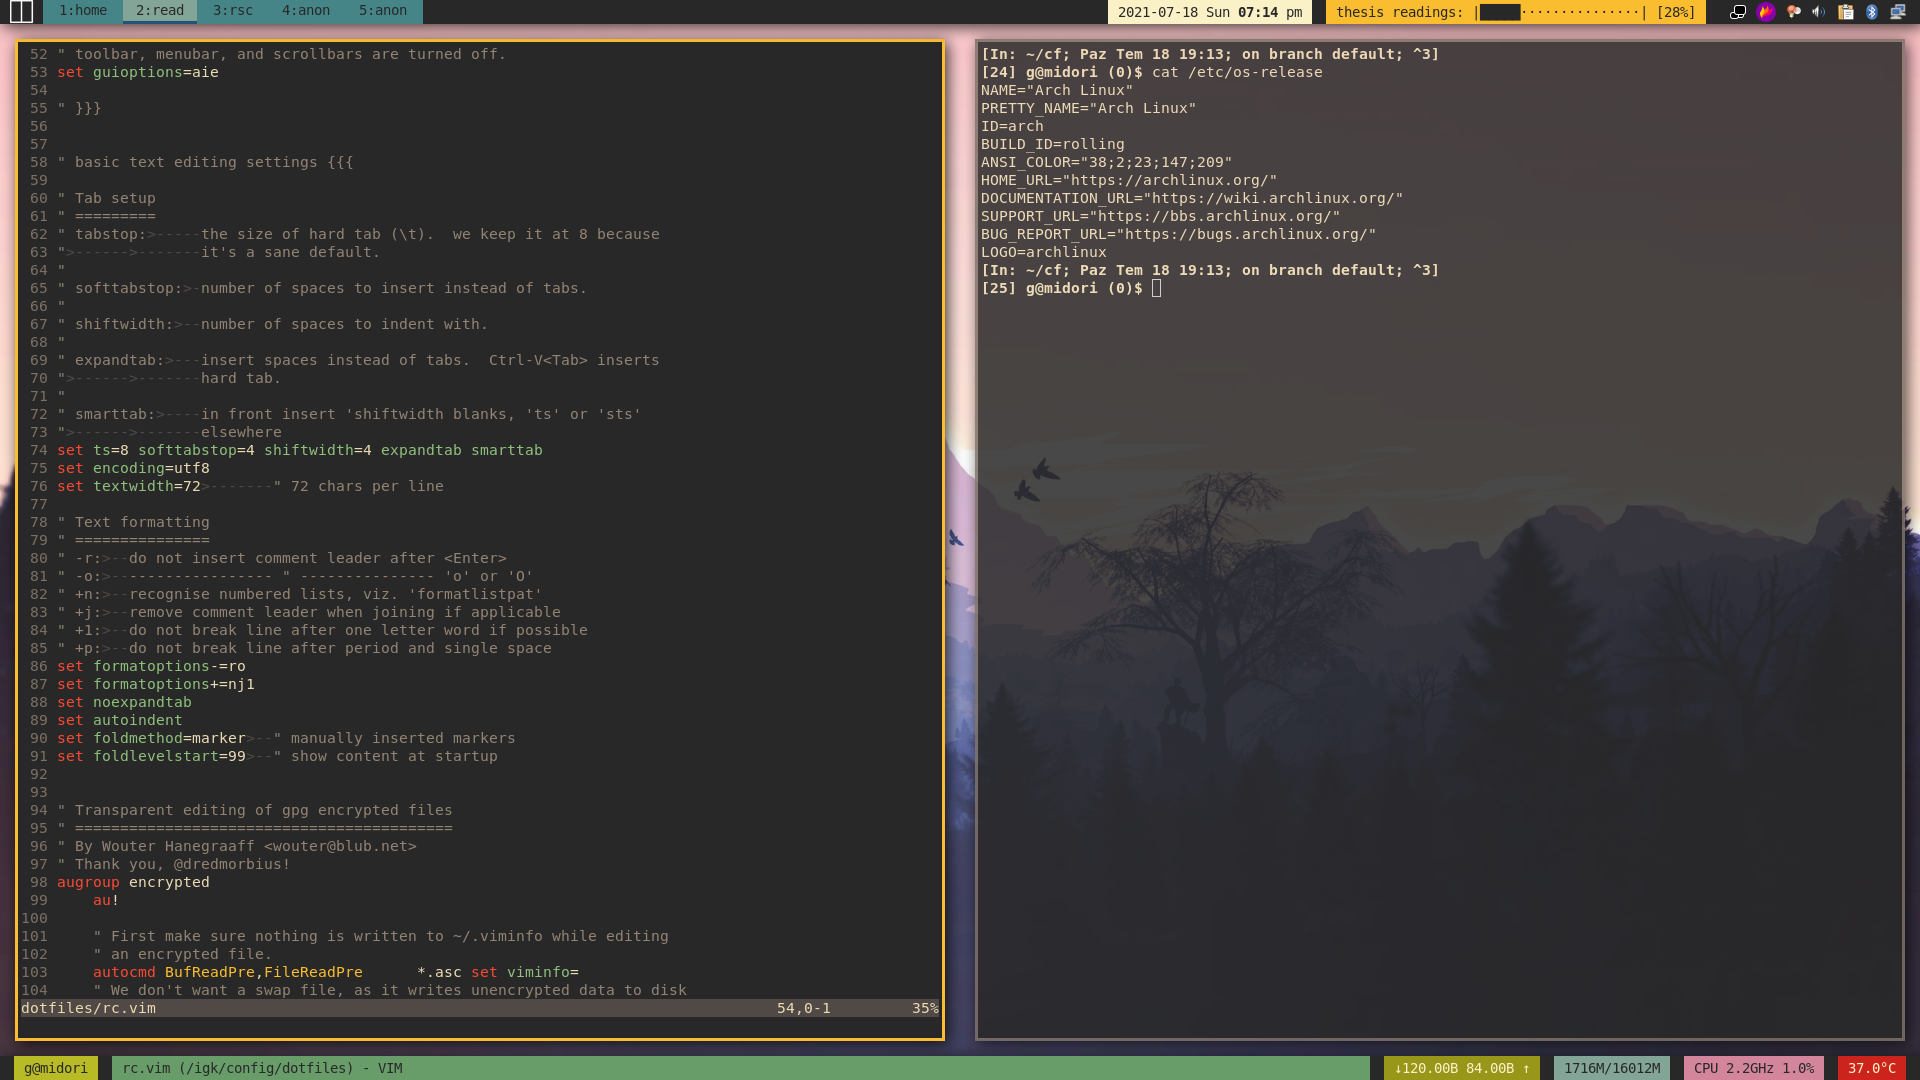 1:home 2:read 3:rsc 4:anon 5:anon
2021-07-18 Sun 07:14 pm
thesis readings: |█████···············| [28%]
52 " toolbar, menubar, and scrollbars are turned off.
53 set guioptions=aie
54
55 " }}}
56
57
58 " basic text editing settings {{{
59
60 " Tab setup
61 " =========
62 " tabstop:>-----the size of hard tab (\t).  we keep it at 8 because
63 ">------>-------it's a sane default.
64 "
65 " softtabstop:>-number of spaces to insert instead of tabs.
66 "
67 " shiftwidth:>--number of spaces to indent with.
68 "
69 " expandtab:>---insert spaces instead of tabs.  Ctrl-V<Tab> inserts
70 ">------>-------hard tab.
71 "
72 " smarttab:>----in front insert 'shiftwidth blanks, 'ts' or 'sts'
73 ">------>-------elsewhere
74 set ts=8 softtabstop=4 shiftwidth=4 expandtab smarttab
75 set encoding=utf8
76 set textwidth=72>-------" 72 chars per line
77
78 " Text formatting
79 " ===============
80 " -r:>--do not insert comment leader after <Enter>
81 " -o:>------------------ " --------------- 'o' or 'O'
82 " +n:>--recognise numbered lists, viz. 'formatlistpat'
83 " +j:>--remove comment leader when joining if applicable
84 " +1:>--do not break line after one letter word if possible
85 " +p:>--do not break line after period and single space
86 set formatoptions-=ro
87 set formatoptions+=nj1
88 set noexpandtab
89 set autoindent
90 set foldmethod=marker>--" manually inserted markers
91 set foldlevelstart=99>--" show content at startup
92
93
94 " Transparent editing of gpg encrypted files
95 " ==========================================
96 " By Wouter Hanegraaff <wouter@blub.net>
97 " Thank you, @dredmorbius!
98 augroup encrypted
99     au!
100
101     " First make sure nothing is written to ~/.viminfo while editing
102     " an encrypted file.
103     autocmd BufReadPre,FileReadPre      *.asc set viminfo=
104     " We don't want a swap file, as it writes unencrypted data to disk
dotfiles/rc.vim 54,0-1 35%
[In: ~/cf; Paz Tem 18 19:13; on branch default; ^3]
[24] g@midori (0)$ cat /etc/os-release
NAME="Arch Linux"
PRETTY_NAME="Arch Linux"
ID=arch
BUILD_ID=rolling
ANSI_COLOR="38;2;23;147;209"
HOME_URL="https://archlinux.org/"
DOCUMENTATION_URL="https://wiki.archlinux.org/"
SUPPORT_URL="https://bbs.archlinux.org/"
BUG_REPORT_URL="https://bugs.archlinux.org/"
LOGO=archlinux
[In: ~/cf; Paz Tem 18 19:13; on branch default; ^3]
[25] g@midori (0)$
g@midori
rc.vim (/igk/config/dotfiles) - VIM
↓120.00B 84.00B ↑
1716M/16012M
CPU 2.2GHz 1.0%
37.0°C